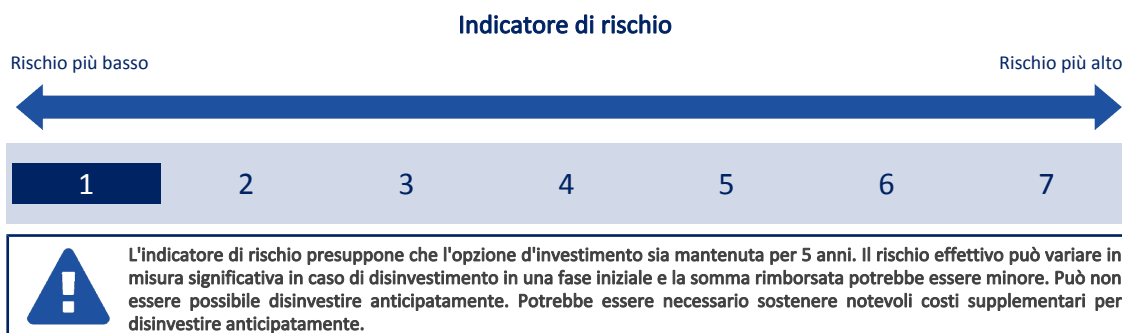 Indicatore di rischio
Rischio più basso
Rischio più alto
1 2 3 4 5 6 7
L'indicatore di rischio presuppone che l'opzione d'investimento sia mantenuta per 5 anni. Il rischio effettivo può variare in
misura significativa in caso di disinvestimento in una fase iniziale e la somma rimborsata potrebbe essere minore. Può non
essere possibile disinvestire anticipatamente. Potrebbe essere necessario sostenere notevoli costi supplementari per
disinvestire anticipatamente.